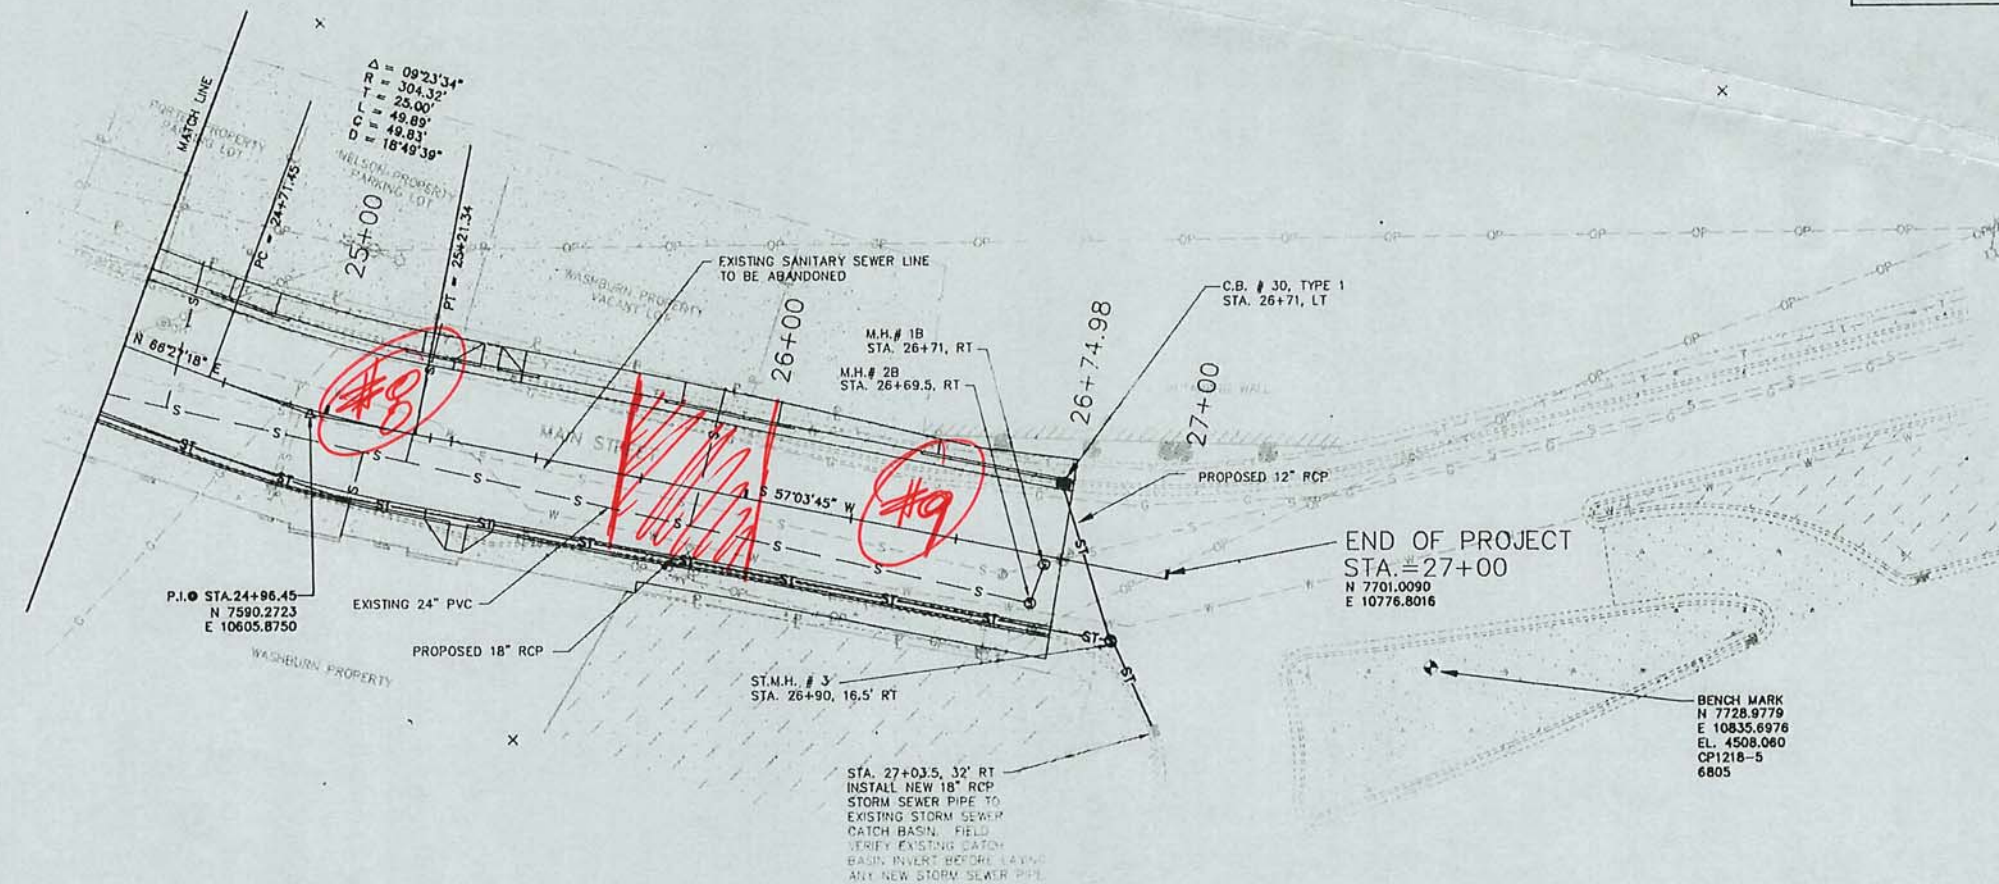 Δ = 09°23'34"
R = 304.32'
T = 25.00'
L = 49.89'
C = 49.83'
D = 18°49'39"
MATCH LINE
PROPERTY
PARKING LOT
NELSON PROPERTY
PARKING LOT
PC = 24+71.45
25+00
PT = 25+21.34
EXISTING SANITARY SEWER LINE
TO BE ABANDONED
WASHBURN PROPERTY
VACANT LOT
26+00
M.H.# 1B
STA. 26+71, RT
M.H.# 2B
STA. 26+69.5, RT
26+74.98
C.B. # 30, TYPE 1
STA. 26+71, LT
27+00
WALL
N 66°27'18" E
#8
MAIN STREET
S 57°03'45" W
#9
PROPOSED 12" RCP
END OF PROJECT
STA.=27+00
N 7701.0090
E 10776.8016
P.I.@ STA.24+96.45
N 7590.2723
E 10605.8750
EXISTING 24" PVC
PROPOSED 18" RCP
WASHBURN PROPERTY
ST.M.H. # 3
STA. 26+90, 16.5' RT
BENCH MARK
N 7728.9779
E 10835.6976
EL. 4508.060
CP1218-5
6805
STA. 27+03.5, 32' RT
INSTALL NEW 18" RCP
STORM SEWER PIPE TO
EXISTING STORM SEWER
CATCH BASIN. FIELD
VERIFY EXISTING CATCH
BASIN INVERT BEFORE LAYING
ANY NEW STORM SEWER PIPE